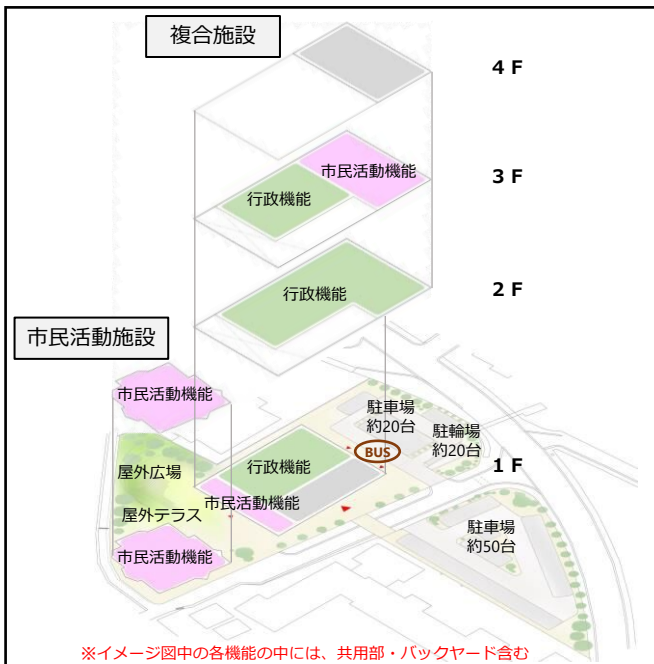 複合施設
4 F
市民活動機能
3 F
行政機能
行政機能
2 F
市民活動施設
市民活動機能
駐車場
約20台
駐輪場
約20台
BUS
1 F
行政機能
屋外広場
市民活動機能
屋外テラス
駐車場
約50台
市民活動機能
※イメージ図中の各機能の中には、共用部・バックヤード含む